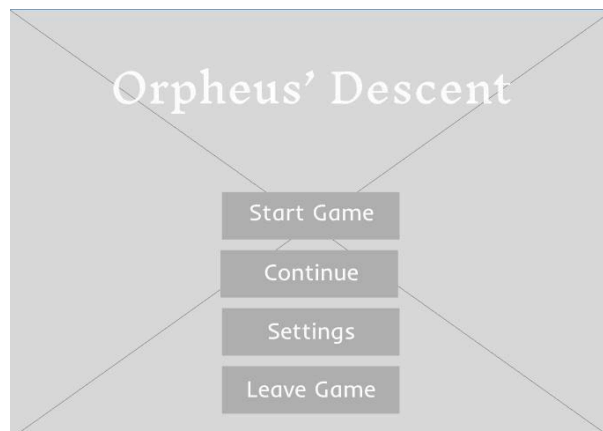 Orpheus’ Descent
Start Game
Continue
Settings
Leave Game